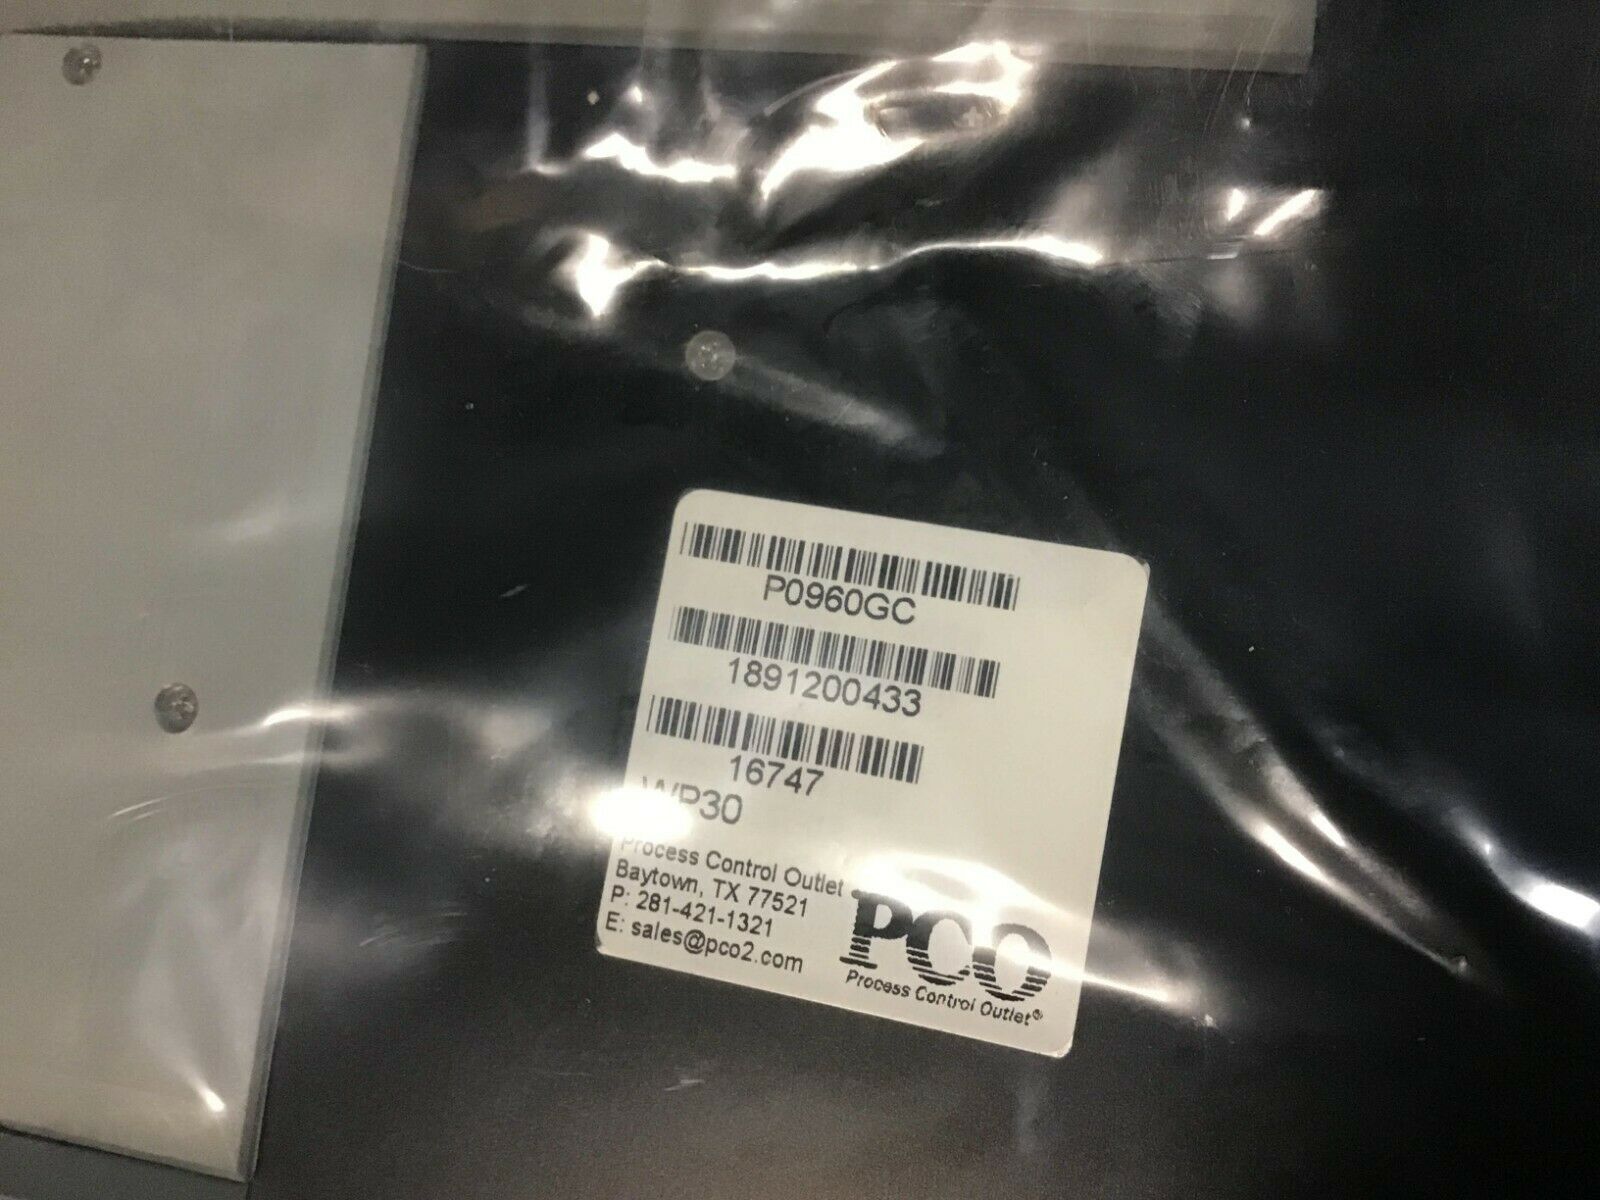 P0960GC
1891200433
16747
WP30
Process Control Outlet
Baytown, TX 77521
P: 281-421-1321
E: sales@pco2.com
PCO
Process Control Outlet®